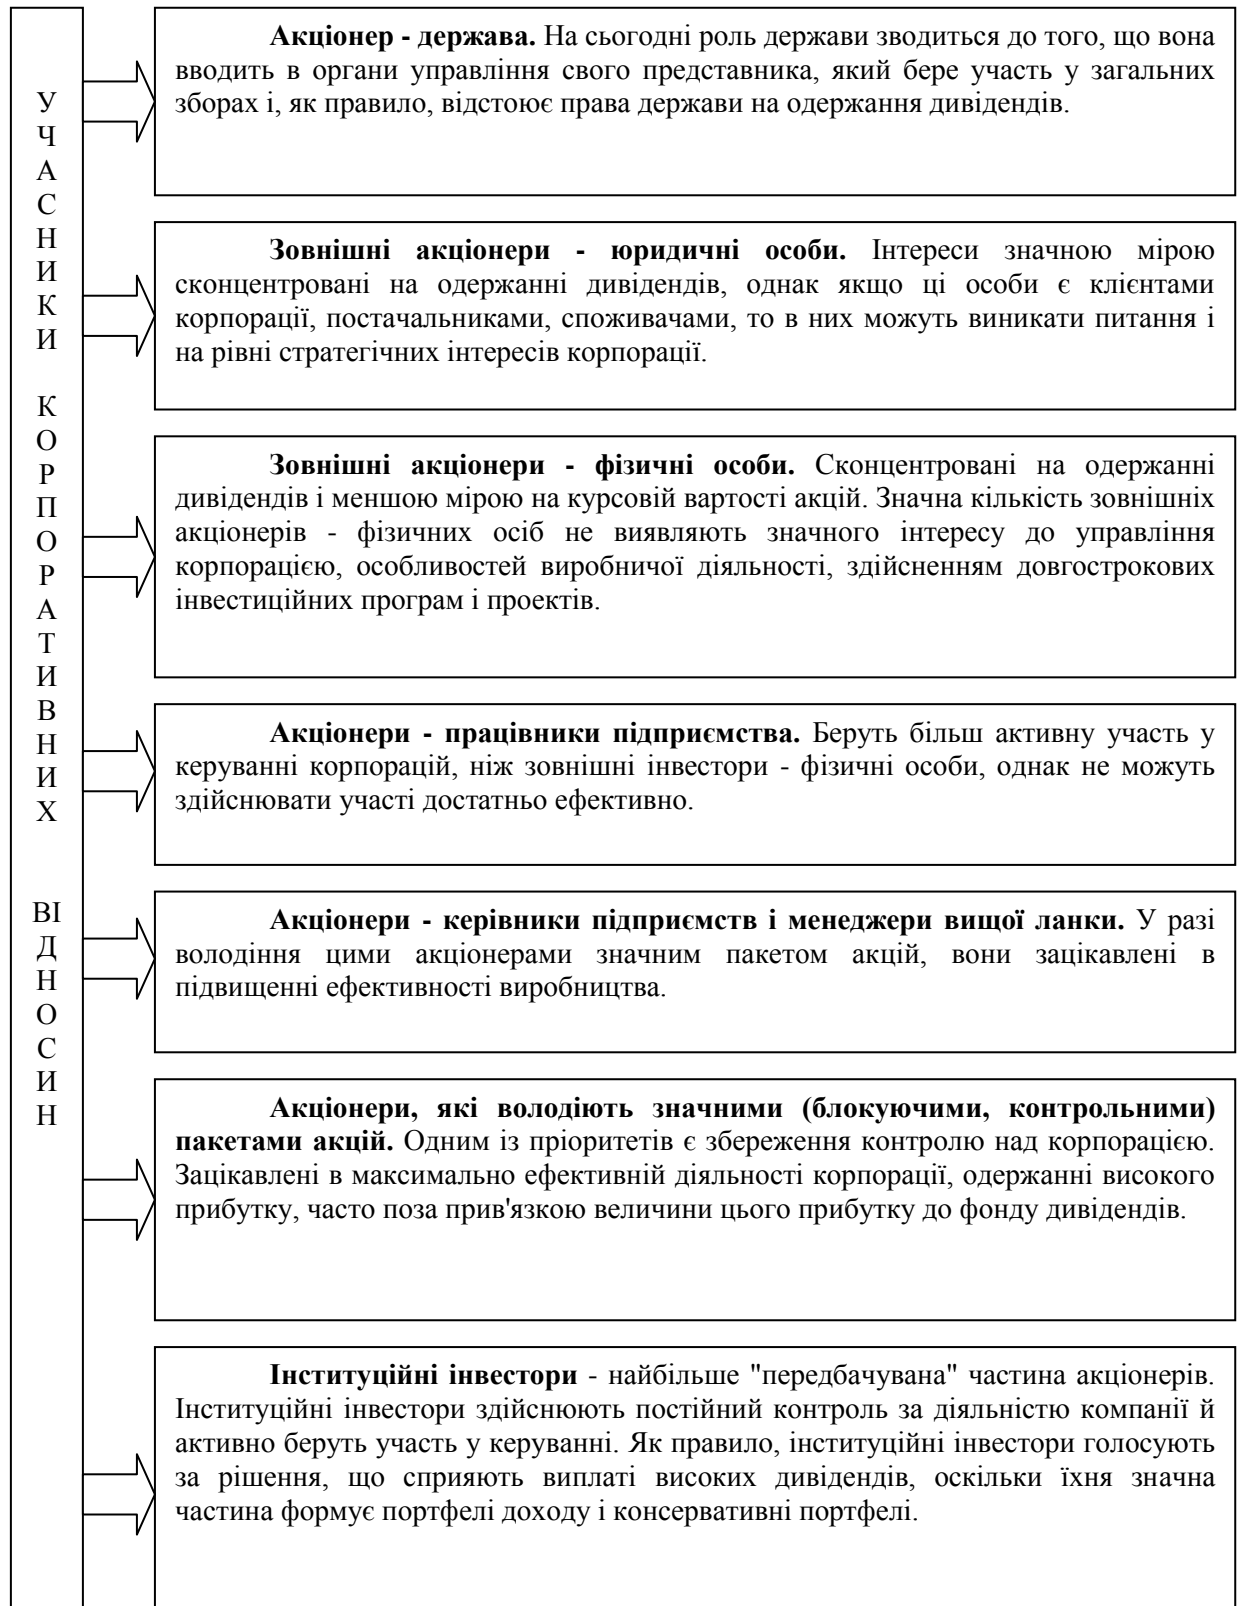 УЧАСНИКИ КОРПОРАТИВНИХ ВІДНОСИН
Акціонер - держава. На сьогодні роль держави зводиться до того, що вона
вводить в органи управління свого представника, який бере участь у загальних
зборах і, як правило, відстоює права держави на одержання дивідендів.
Зовнішні акціонери - юридичні особи. Інтереси значною мірою
сконцентровані на одержанні дивідендів, однак якщо ці особи є клієнтами
корпорації, постачальниками, споживачами, то в них можуть виникати питання і
на рівні стратегічних інтересів корпорації.
Зовнішні акціонери - фізичні особи. Сконцентровані на одержанні
дивідендів і меншою мірою на курсовій вартості акцій. Значна кількість зовнішніх
акціонерів - фізичних осіб не виявляють значного інтересу до управління
корпорацією, особливостей виробничої діяльності, здійсненням довгострокових
інвестиційних програм і проектів.
Акціонери - працівники підприємства. Беруть більш активну участь у
керуванні корпорацій, ніж зовнішні інвестори - фізичні особи, однак не можуть
здійснювати участі достатньо ефективно.
Акціонери - керівники підприємств і менеджери вищої ланки. У разі
володіння цими акціонерами значним пакетом акцій, вони зацікавлені в
підвищенні ефективності виробництва.
Акціонери, які володіють значними (блокуючими, контрольними)
пакетами акцій. Одним із пріоритетів є збереження контролю над корпорацією.
Зацікавлені в максимально ефективній діяльності корпорації, одержанні високого
прибутку, часто поза прив'язкою величини цього прибутку до фонду дивідендів.
Інституційні інвестори - найбільше "передбачувана" частина акціонерів.
Інституційні інвестори здійснюють постійний контроль за діяльністю компанії й
активно беруть участь у керуванні. Як правило, інституційні інвестори голосують
за рішення, що сприяють виплаті високих дивідендів, оскільки їхня значна
частина формує портфелі доходу і консервативні портфелі.